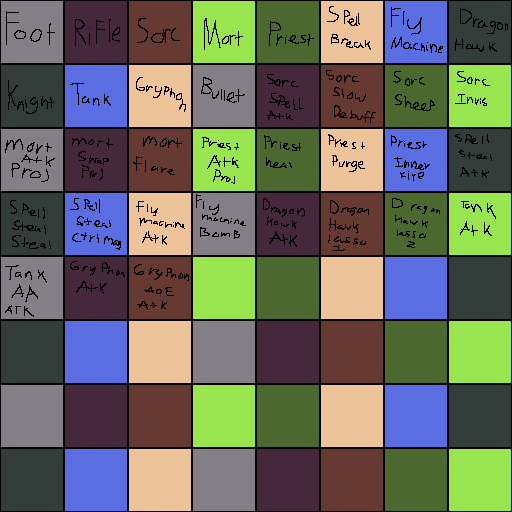 Foot
RiFle
Sorc
Mort
Priest
SPell
Break
Fly
Machine
Dragon
Hawk
Knight
Tank
Gryphon
Bullet
Sorc
SPell
Atk
Sorc
Slow
Debuff
Sorc
Sheep
Sorc
Invis
Mort
Atk
Proj
Mort
Shap
Proj
Mort
Flare
Priest
Atk
Proj
Priest
heal
Priest
Purge
Priest
Inner
Fire
SPell
Steal
Atk
SPell
Steal
Steal
SPell
Steal
Ctrl mag
Fly
machine
Atk
Fly
machine
BomB
Dragon
Hawk
Atk
Dragon
Hawk
lasso
1
Dragon
Hawk
lasso
2
Tank
Atk
Tank
AA
ATK
Gryphon
Atk
Gryphon
AOE
Atk